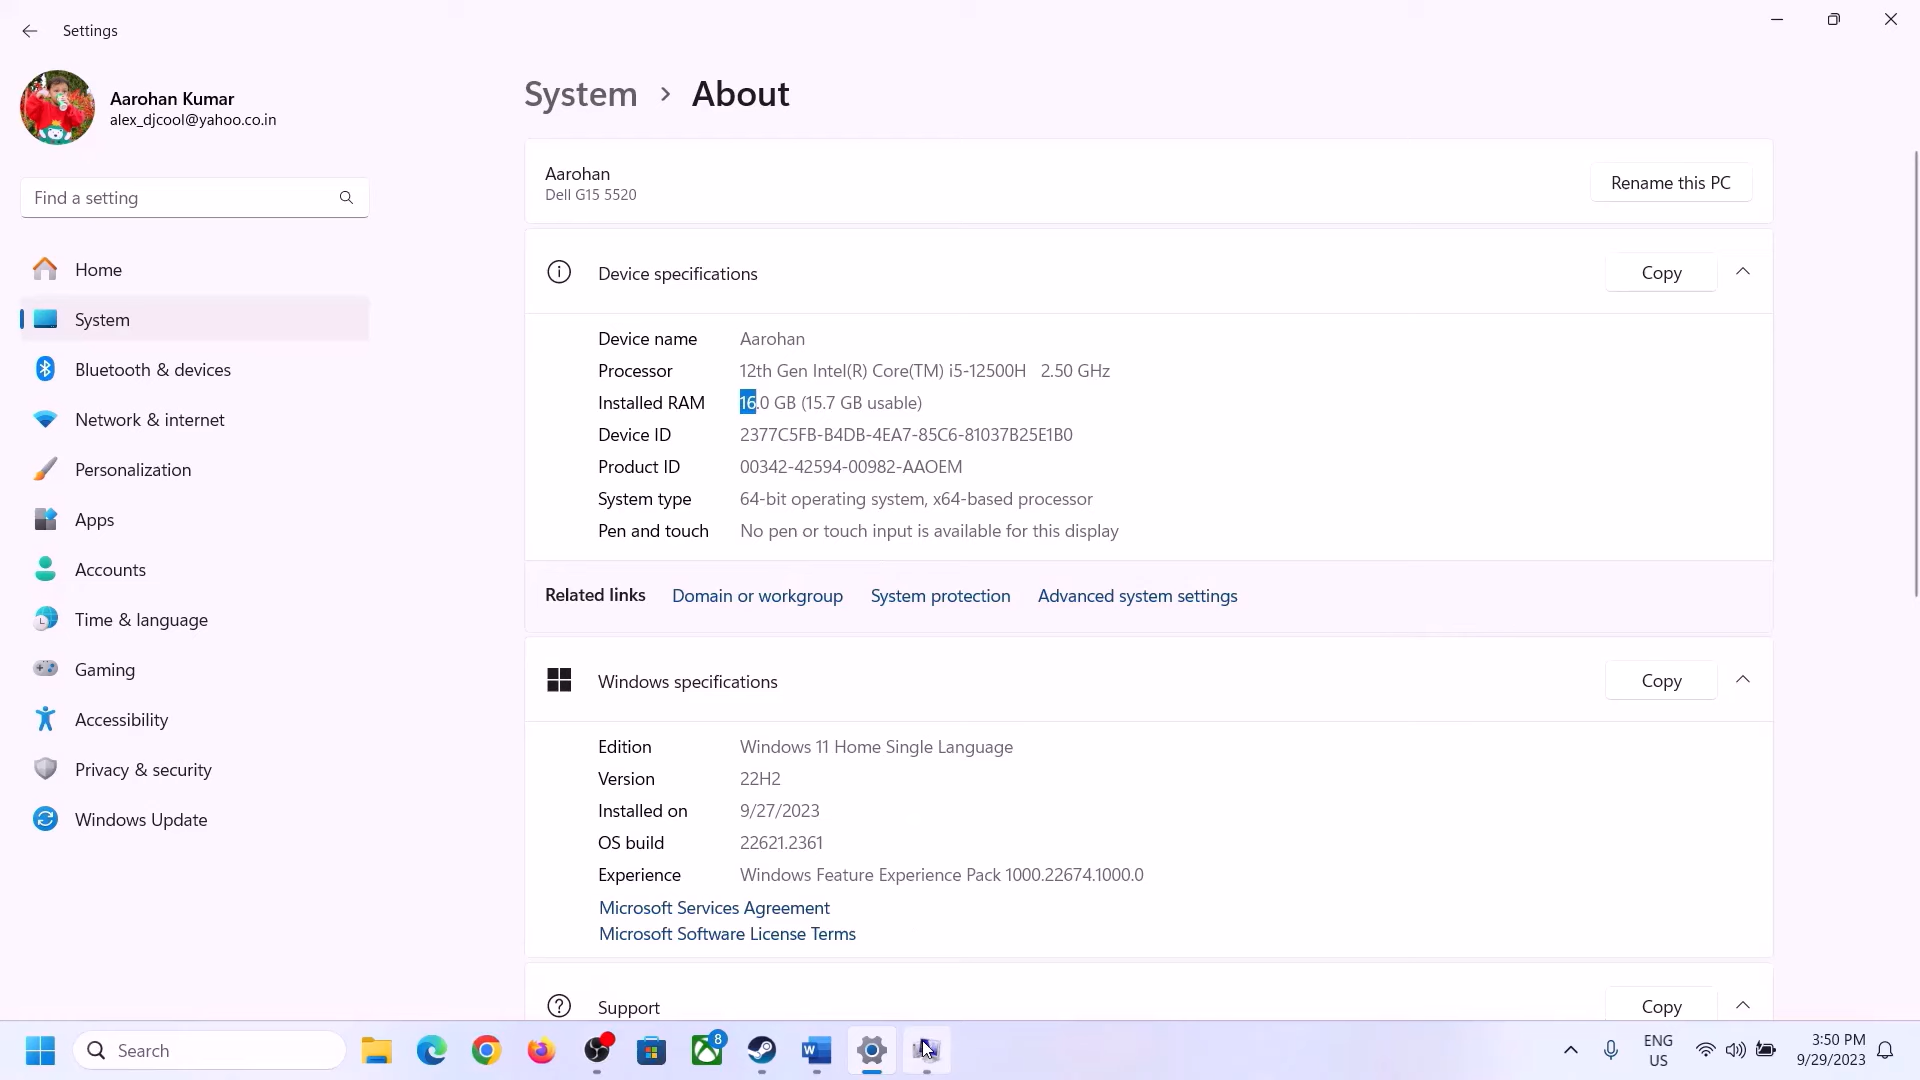 Settings
Aarohan Kumar
alex_djcool@yahoo.co.in
Find a setting
Home
System
Bluetooth & devices
Network & internet
Personalization
Apps
Accounts
Time & language
Gaming
Accessibility
Privacy & security
Windows Update
System > About
Aarohan
Dell G15 5520
Rename this PC
Device specifications
Copy
Device name Aarohan
Processor 12th Gen Intel(R) Core(TM) i5-12500H 2.50 GHz
Installed RAM 16.0 GB (15.7 GB usable)
Device ID 2377C5FB-B4DB-4EA7-85C6-81037B25E1B0
Product ID 00342-42594-00982-AAOEM
System type 64-bit operating system, x64-based processor
Pen and touch No pen or touch input is available for this display
Related links Domain or workgroup System protection Advanced system settings
Windows specifications
Copy
Edition Windows 11 Home Single Language
Version 22H2
Installed on 9/27/2023
OS build 22621.2361
Experience Windows Feature Experience Pack 1000.22674.1000.0
Microsoft Services Agreement
Microsoft Software License Terms
Support
Copy
Search
8
W
ENG
US
3:50 PM
9/29/2023